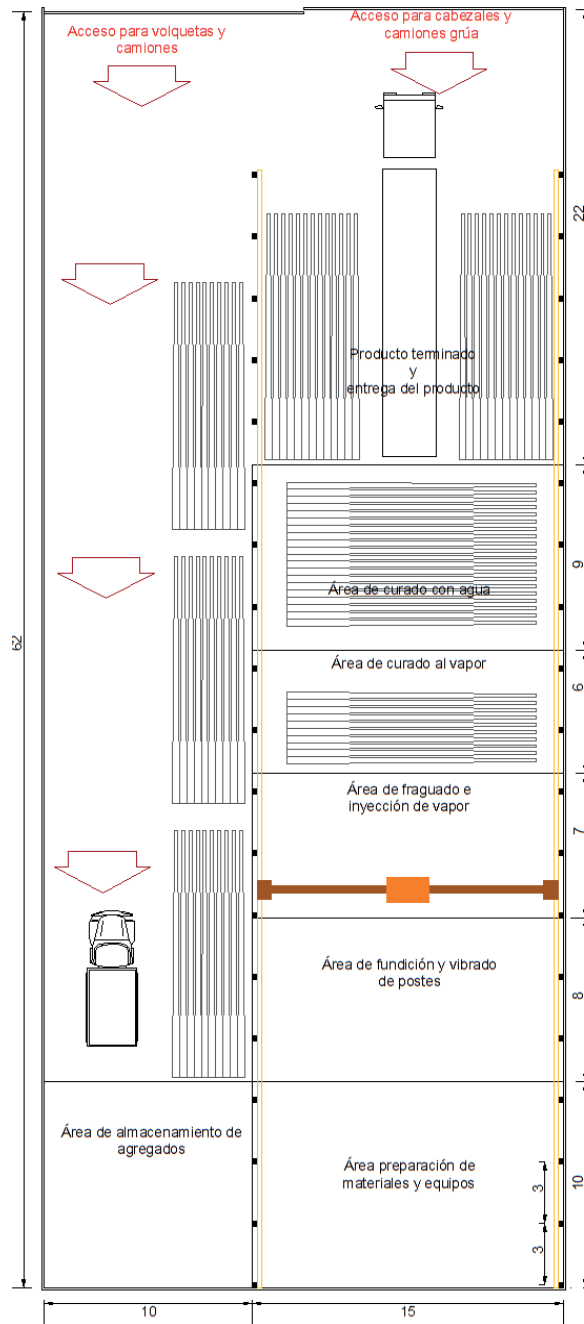 Acceso para volquetas y
camiones
Acceso para cabezales y
camiones grúa
22
Producto terminado
y
entrega del producto
9
Área de curado con agua
62
Área de curado al vapor
6
Área de fraguado e
inyección de vapor
7
Área de fundición y vibrado
de postes
8
Área de almacenamiento de
agregados
Área preparación de
materiales y equipos
3
10
3
10
15